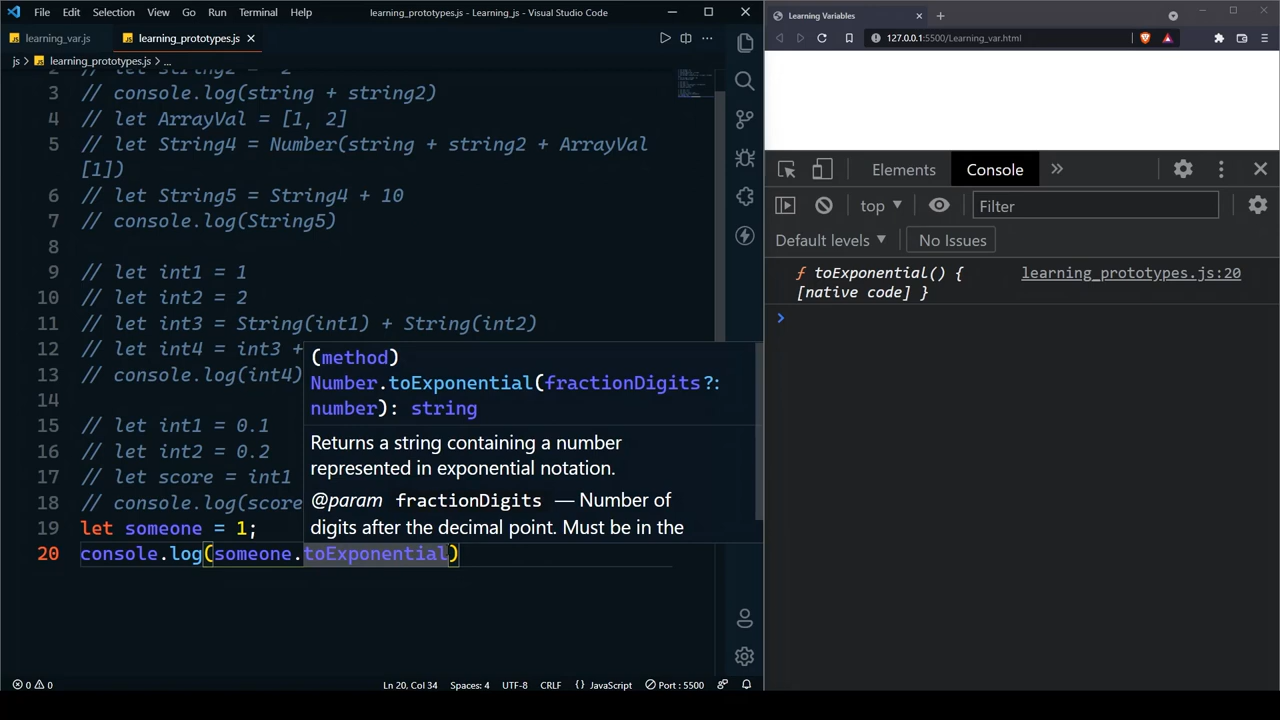 File Edit Selection View Go Run Terminal Help learning_prototypes.js - Learning_js - Visual Studio Code
learning_var.js learning_prototypes.js
js > learning_prototypes.js > ...
2 // let string2 = "2"
3 // console.log(string + string2)
4 // let ArrayVal = [1, 2]
5 // let String4 = Number(string + string2 + ArrayVal
[1])
6 // let String5 = String4 + 10
7 // console.log(String5)
8
9 // let int1 = 1
10 // let int2 = 2
11 // let int3 = String(int1) + String(int2)
12 // let int4 = int3 +
13 // console.log(int4)
14
15 // let int1 = 0.1
16 // let int2 = 0.2
17 // let score = int1
18 // console.log(score
19 let someone = 1;
20 console.log(someone.toExponential)
(method)
Number.toExponential(fractionDigits?:
number): string
Returns a string containing a number
represented in exponential notation.
@param fractionDigits — Number of
digits after the decimal point. Must be in the
0 0 Ln 20, Col 34 Spaces: 4 UTF-8 CRLF {} JavaScript Port : 5500
Learning Variables
127.0.0.1:5500/Learning_var.html
Elements Console »
top Filter
Default levels No Issues
ƒ toExponential() { learning_prototypes.js:20
[native code] }